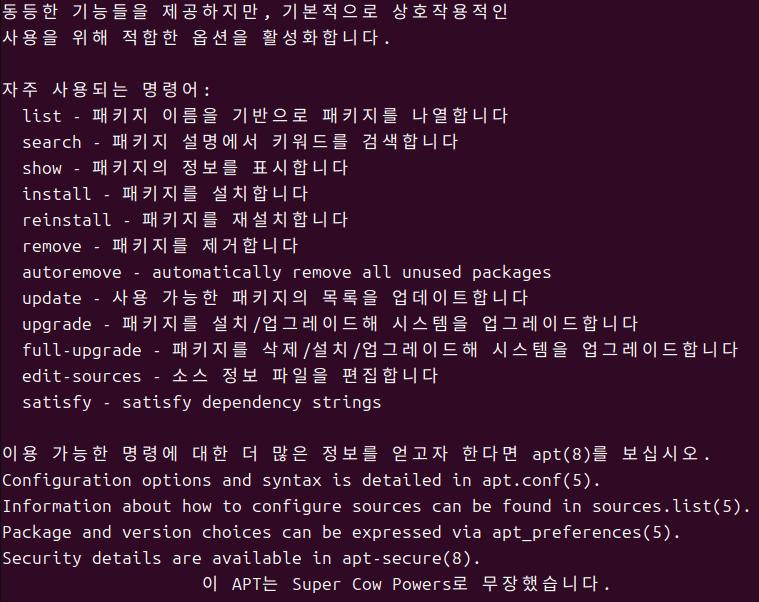 동등한 기능들을 제공하지만, 기본적으로 상호작용적인
사용을 위해 적합한 옵션을 활성화합니다.

자주 사용되는 명령어:
  list - 패키지 이름을 기반으로 패키지를 나열합니다
  search - 패키지 설명에서 키워드를 검색합니다
  show - 패키지의 정보를 표시합니다
  install - 패키지를 설치합니다
  reinstall - 패키지를 재설치합니다
  remove - 패키지를 제거합니다
  autoremove - automatically remove all unused packages
  update - 사용 가능한 패키지의 목록을 업데이트합니다
  upgrade - 패키지를 설치/업그레이드해 시스템을 업그레이드합니다
  full-upgrade - 패키지를 삭제/설치/업그레이드해 시스템을 업그레이드합니다
  edit-sources - 소스 정보 파일을 편집합니다
  satisfy - satisfy dependency strings

이용 가능한 명령에 대한 더 많은 정보를 얻고자 한다면 apt(8)를 보십시오.
Configuration options and syntax is detailed in apt.conf(5).
Information about how to configure sources can be found in sources.list(5).
Package and version choices can be expressed via apt_preferences(5).
Security details are available in apt-secure(8).
                    이 APT는 Super Cow Powers로 무장했습니다.